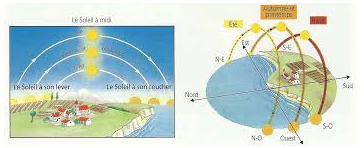 Le Soleil à midi
Le Soleil à son lever
Le Soleil à son coucher
Automne et
printemps
Été
Hiver
Est
S-E
N-E
Nord
Sud
N-O
Ouest
S-O